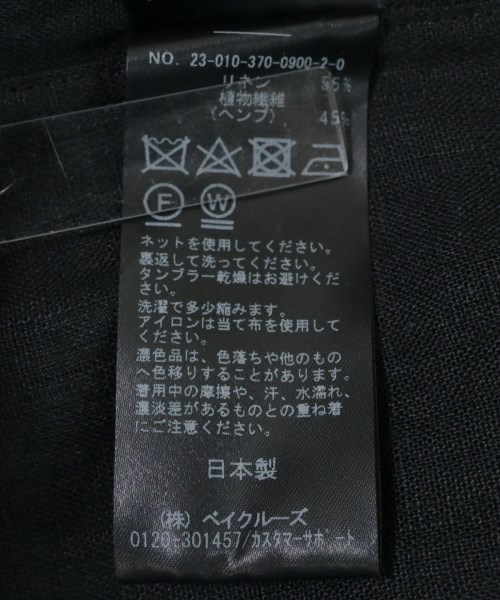 NO. 23-010-370-0900-2-0
リネン 55%
植物繊維
(ヘンプ) 45%
F W
ネットを使用してください。
裏返して洗ってください。
タンブラー乾燥はお避けくださ
い。
洗濯で多少縮みます。
アイロンは当て布を使用してく
ださい。
濃色品は、色落ちや他のもの
へ色移りすることがあります。
着用中の摩擦や、汗、水濡れ、
濃淡差があるものとの重ね着
にご注意ください。
日本製
(株) ベイクルーズ
0120-301457/カスタマーサポート